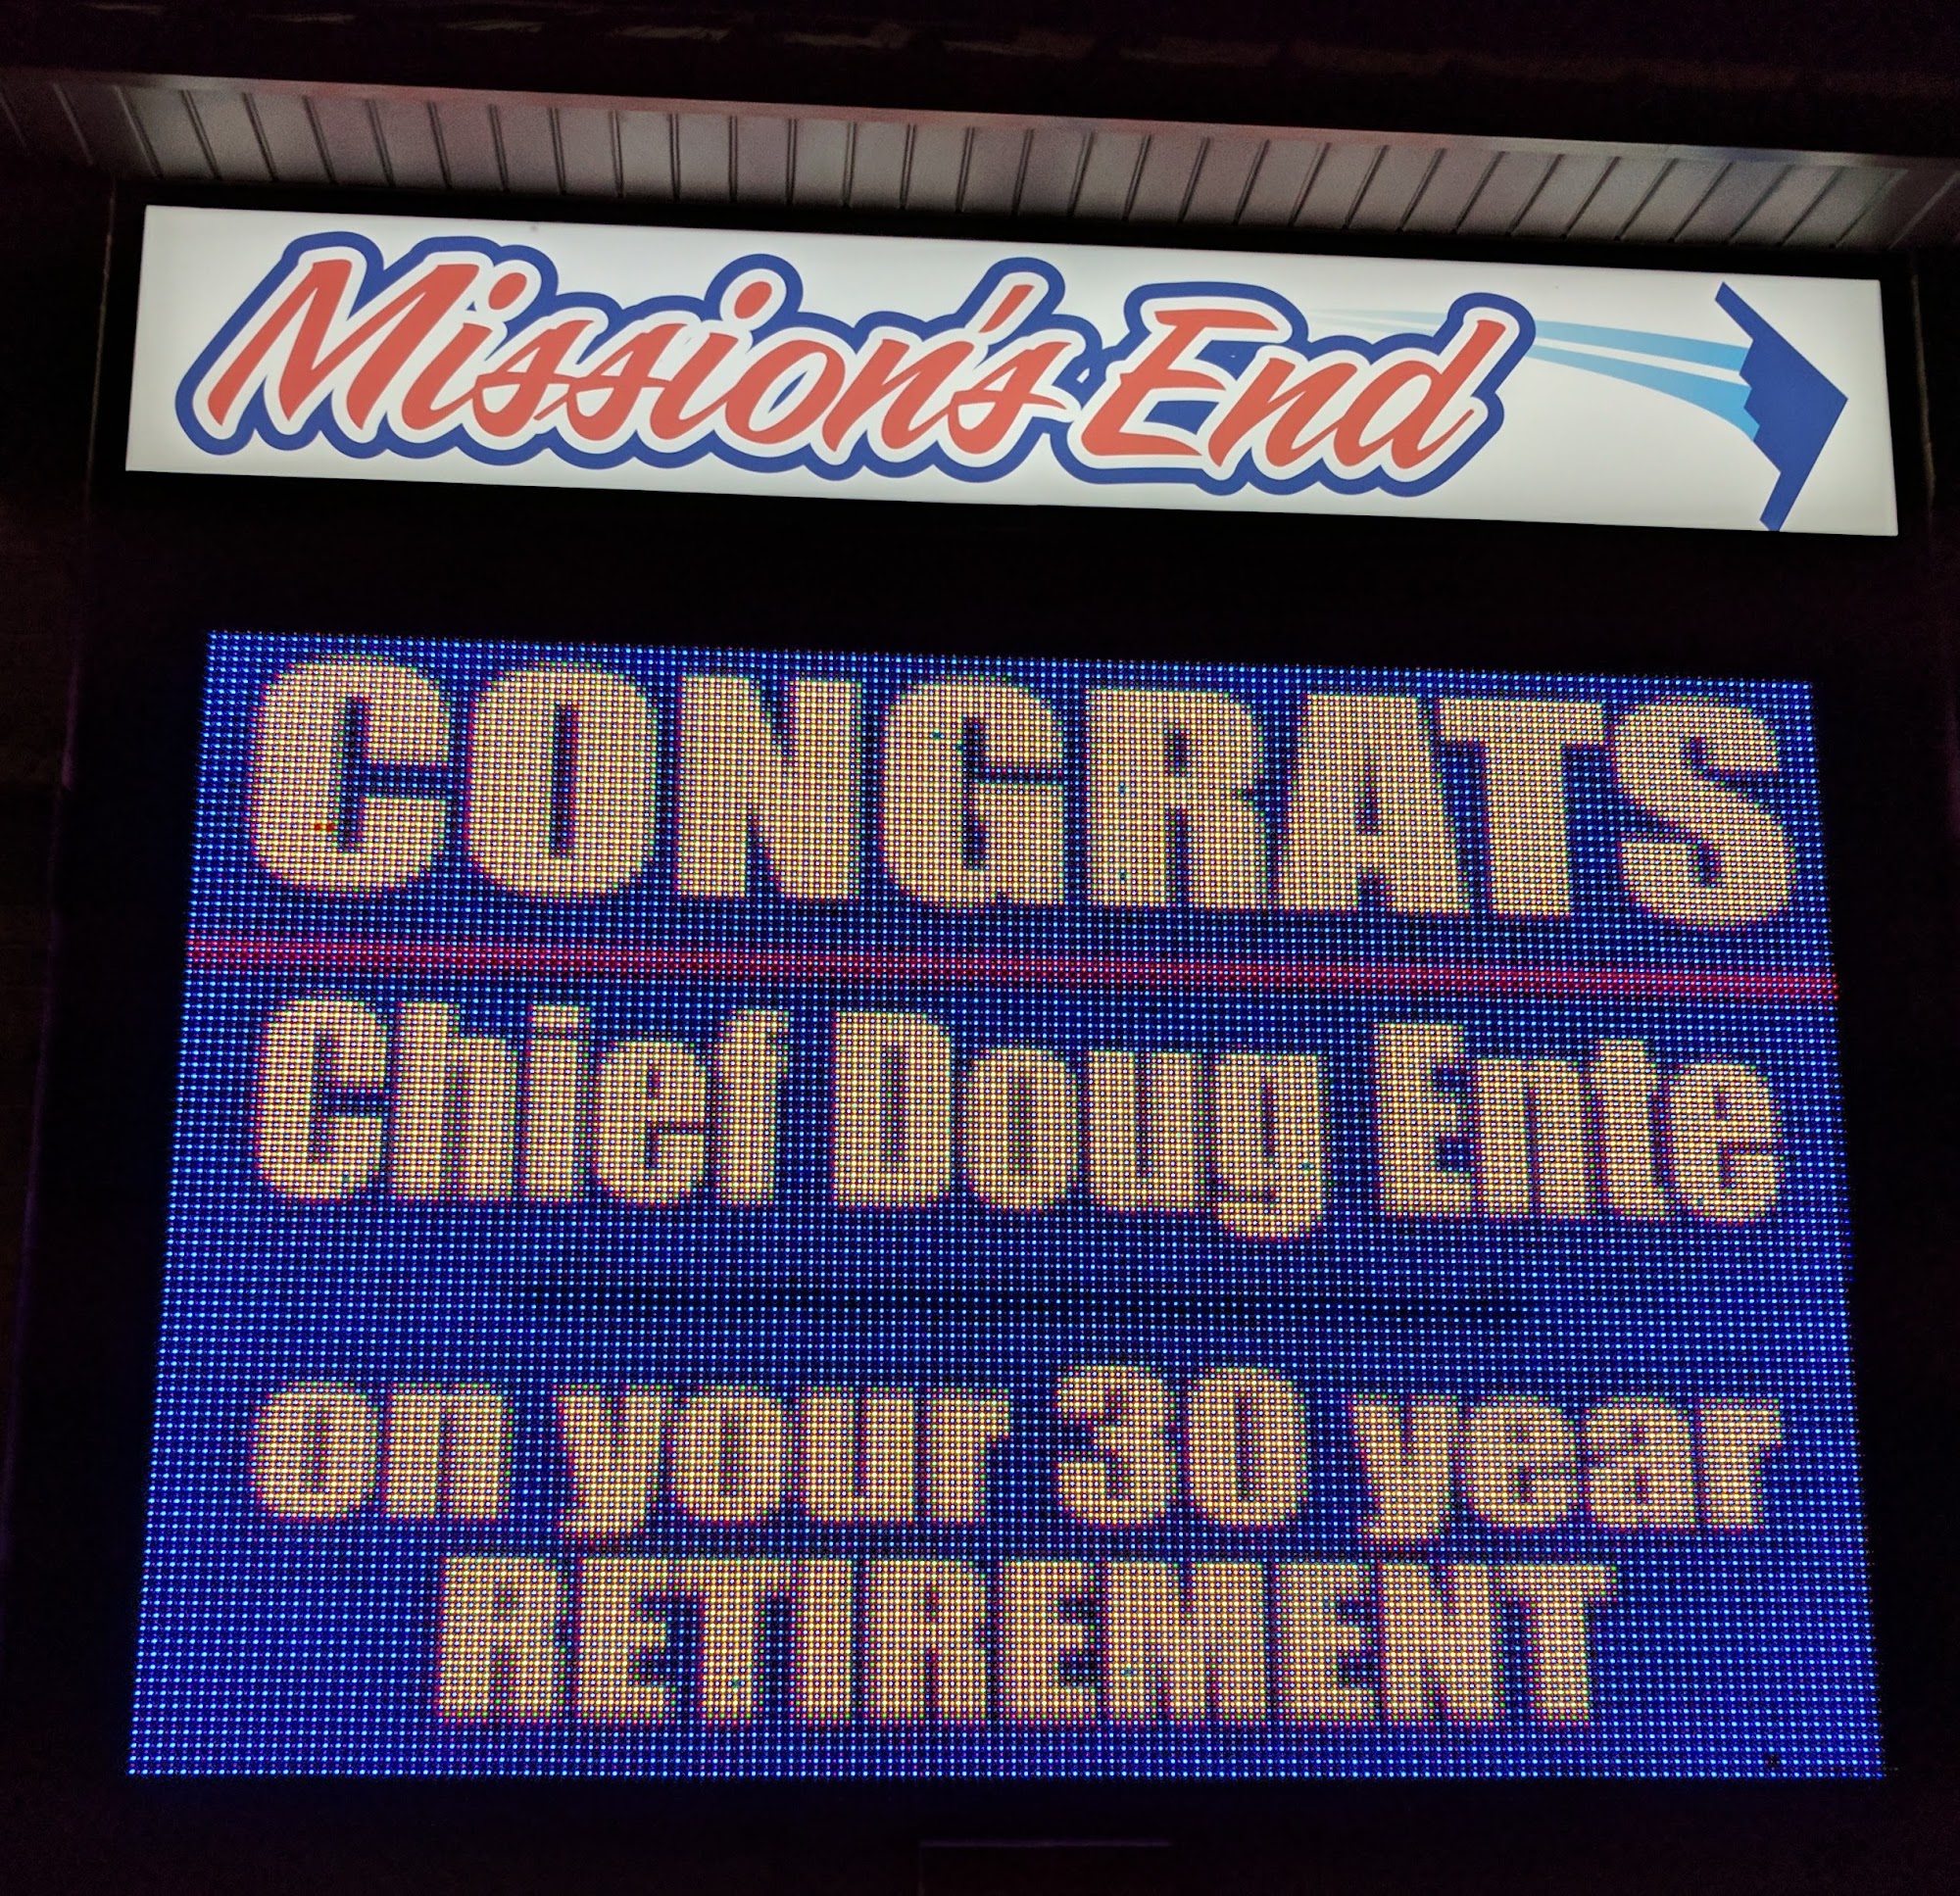 Mission's End
CONGRATS
Chief Doug Ente
on your 30 year
RETIREMENT